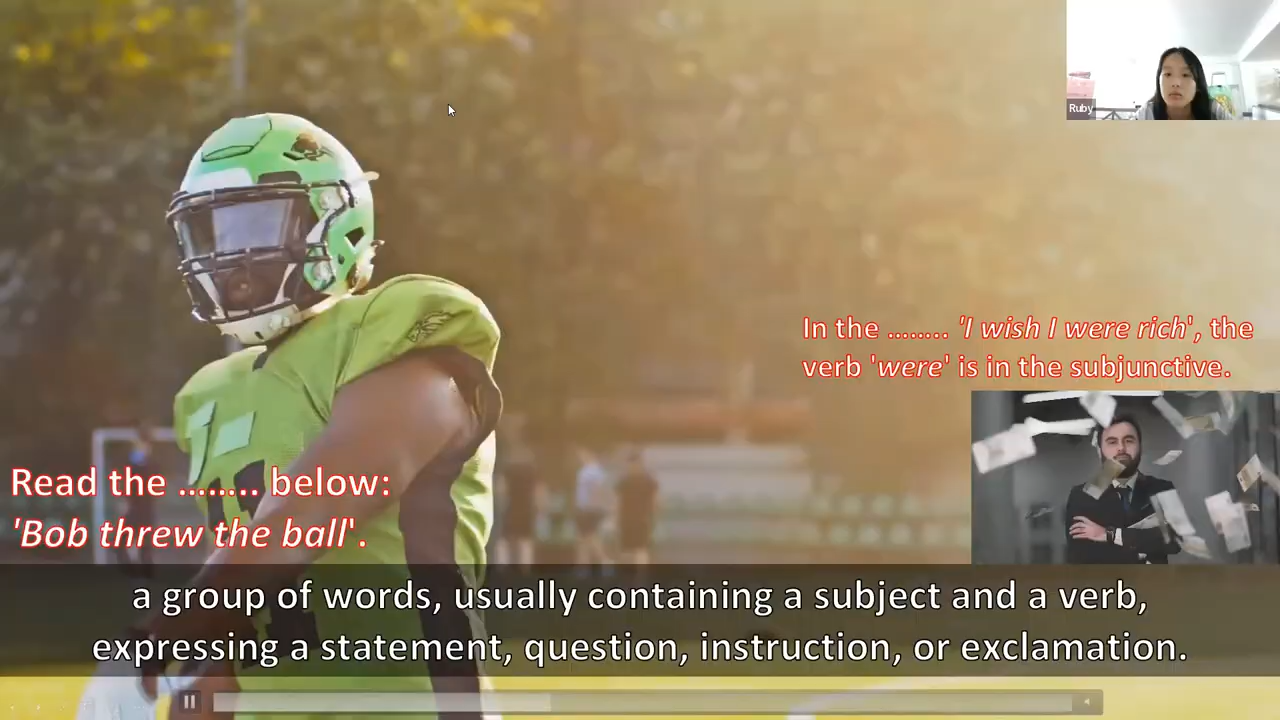 Ruby
In the ........ 'I wish I were rich', the
verb 'were' is in the subjunctive.
Read the ........ below:
'Bob threw the ball'.
a group of words, usually containing a subject and a verb,
expressing a statement, question, instruction, or exclamation.